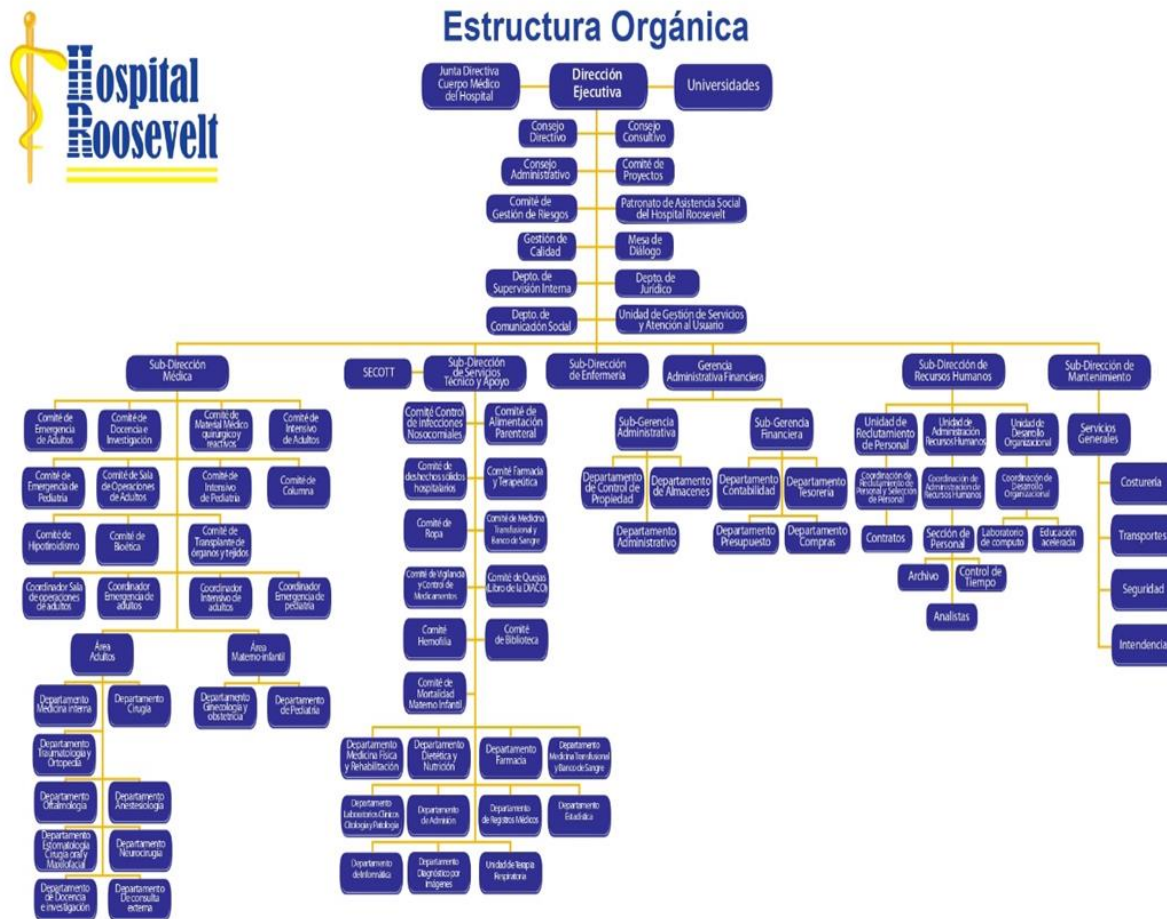 Estructura Orgánica
Hospital
Roosevelt
Junta Directiva
Cuerpo Médico
del Hospital
Dirección
Ejecutiva
Universidades
Consejo
Directivo
Consejo
Consultivo
Consejo
Administrativo
Comité de
Proyectos
Comité de
Gestión de Riesgos
Patronato de Asistencia Social
del Hospital Roosevelt
Gestión de
Calidad
Mesa de
Diálogo
Depto. de
Supervisión Interna
Depto. de
Jurídico
Depto. de
Comunicación Social
Unidad de Gestión de Servicios
y Atención al Usuario
Sub-Dirección
Médica
SECOTT
Sub-Dirección
de Servicios
Técnico y Apoyo
Sub-Dirección
de Enfermería
Gerencia
Administrativa Financiera
Sub-Dirección de
Recursos Humanos
Sub-Dirección de
Mantenimiento
Comité de
Emergencia
de Adultos
Comité de
Docencia e
Investigación
Comité de
Material Médico
quirurgico y
reactivos
Comité de
Intensivo
de Adultos
Comité de
Emergencia de
Pediatría
Comité de Sala
de Operaciones
de Adultos
Comité de
Intensivo
de Pediatría
Comité de
Columna
Comité de
Hipotiroidismo
Comité de
Bioética
Comité de
Transplante de
órganos y tejidos
Coordinador Sala
de operaciones
de adultos
Coordinador
Emergencia de
adultos
Coordinador
Intensivo de
adultos
Coordinador
Emergencia de
pediatría
Área
Adultos
Área
Materno-infantil
Departamento
Medicina interna
Departamento
Cirugía
Departamento
Ginecología y
obstetricia
Departamento
de Pediatría
Departamento
Traumatología y
Ortopedia
Departamento
Oftalmología
Departamento
Anestesiología
Departamento
Estomatología
Cirugía oral y
Maxilofacial
Departamento
Neurocirugía
Departamento
de Docencia
e investigación
Departamento
De consulta
externa
Comité Control
de Infecciones
Nosocomiales
Comité de
Alimentación
Parenteral
Comité de
deshechos sólidos
hospitalarios
Comité Farmacia
y Terapeútica
Comité de
Ropa
Comité de Medicina
Transfusional y
Banco de Sangre
Comité de Vigilancia
y Control de
Medicamentos
Comité de Quejas
(Libro de la DIACO)
Comité
Hemofilia
Comité
de Biblioteca
Comité de
Mortalidad
Materno Infantil
Departamento
Medicina Física
y Rehabilitación
Departamento
Dietética y
Nutrición
Departamento
Farmacia
Departamento
Medicina Transfusional
y Banco de Sangre
Departamento
Laboratorios Clínicos
Citología y Patología
Departamento
de Admisión
Departamento
de Registros Médicos
Departamento
Estadística
Departamento
de Informática
Departamento
Diagnóstico por
Imágenes
Unidad de Terapia
Respiratoria
Sub-Gerencia
Administrativa
Sub-Gerencia
Financiera
Departamento
de Control de
Propiedad
Departamento
de Almacenes
Departamento
Contabilidad
Departamento
Tesorería
Departamento
Administrativo
Departamento
Presupuesto
Departamento
Compras
Unidad de
Reclutamiento
de Personal
Unidad de
Administración
Recursos Humanos
Unidad de
Desarrollo
Organizacional
Coordinación de
Reclutamiento de
Personal y Selección
de Personal
Coordinación de
Administración de
Recursos Humanos
Coordinación de
Desarrollo
Organizacional
Contratos
Sección de
Personal
Laboratorio
de computo
Educación
acelerada
Archivo
Control de
Tiempo
Analistas
Servicios
Generales
Costurería
Transportes
Seguridad
Intendencia